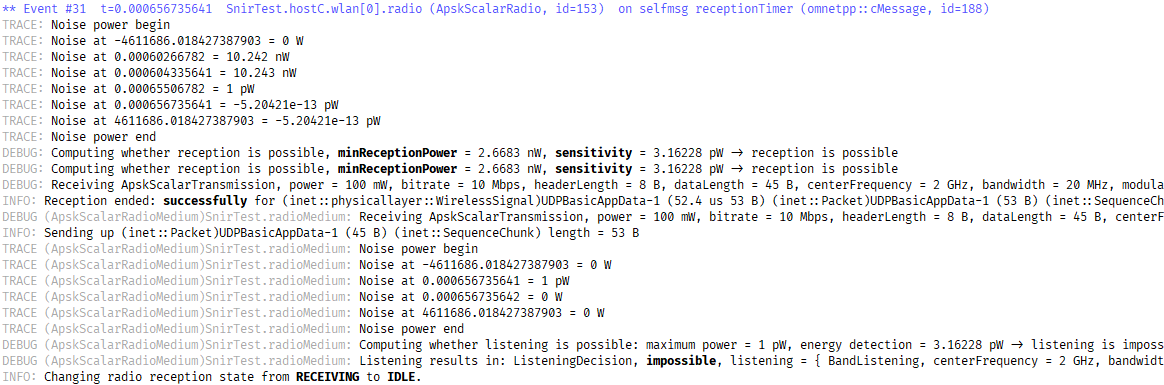 ** Event #31  t=0.000656735641  SnirTest.hostC.wlan[0].radio (ApskScalarRadio, id=153)  on selfmsg receptionTimer (omnetpp::cMessage, id=188)
TRACE: Noise power begin
TRACE: Noise at -4611686.018427387903 = 0 W
TRACE: Noise at 0.00060266782 = 10.242 nW
TRACE: Noise at 0.000604335641 = 10.243 nW
TRACE: Noise at 0.00065506782 = 1 pW
TRACE: Noise at 0.000656735641 = -5.20421e-13 pW
TRACE: Noise at 4611686.018427387903 = -5.20421e-13 pW
TRACE: Noise power end
DEBUG: Computing whether reception is possible, minReceptionPower = 2.6683 nW, sensitivity = 3.16228 pW → reception is possible
DEBUG: Computing whether reception is possible, minReceptionPower = 2.6683 nW, sensitivity = 3.16228 pW → reception is possible
DEBUG: Receiving ApskScalarTransmission, power = 100 mW, bitrate = 10 Mbps, headerLength = 8 B, dataLength = 45 B, centerFrequency = 2 GHz, bandwidth = 20 MHz, modula
INFO: Reception ended: successfully for (inet::physicallayer::WirelessSignal)UDPBasicAppData-1 (52.4 us 53 B) (inet::Packet)UDPBasicAppData-1 (53 B) (inet::SequenceCh
DEBUG (ApskScalarRadioMedium)SnirTest.radioMedium: Receiving ApskScalarTransmission, power = 100 mW, bitrate = 10 Mbps, headerLength = 8 B, dataLength = 45 B, centerF
INFO: Sending up (inet::Packet)UDPBasicAppData-1 (45 B) (inet::SequenceChunk) length = 53 B
TRACE (ApskScalarRadioMedium)SnirTest.radioMedium: Noise power begin
TRACE (ApskScalarRadioMedium)SnirTest.radioMedium: Noise at -4611686.018427387903 = 0 W
TRACE (ApskScalarRadioMedium)SnirTest.radioMedium: Noise at 0.000656735641 = 1 pW
TRACE (ApskScalarRadioMedium)SnirTest.radioMedium: Noise at 0.000656735642 = 0 W
TRACE (ApskScalarRadioMedium)SnirTest.radioMedium: Noise at 4611686.018427387903 = 0 W
TRACE (ApskScalarRadioMedium)SnirTest.radioMedium: Noise power end
DEBUG (ApskScalarRadioMedium)SnirTest.radioMedium: Computing whether listening is possible: maximum power = 1 pW, energy detection = 3.16228 pW → listening is imposs
DEBUG (ApskScalarRadioMedium)SnirTest.radioMedium: Listening results in: ListeningDecision, impossible, listening = { BandListening, centerFrequency = 2 GHz, bandwidt
INFO: Changing radio reception state from RECEIVING to IDLE.